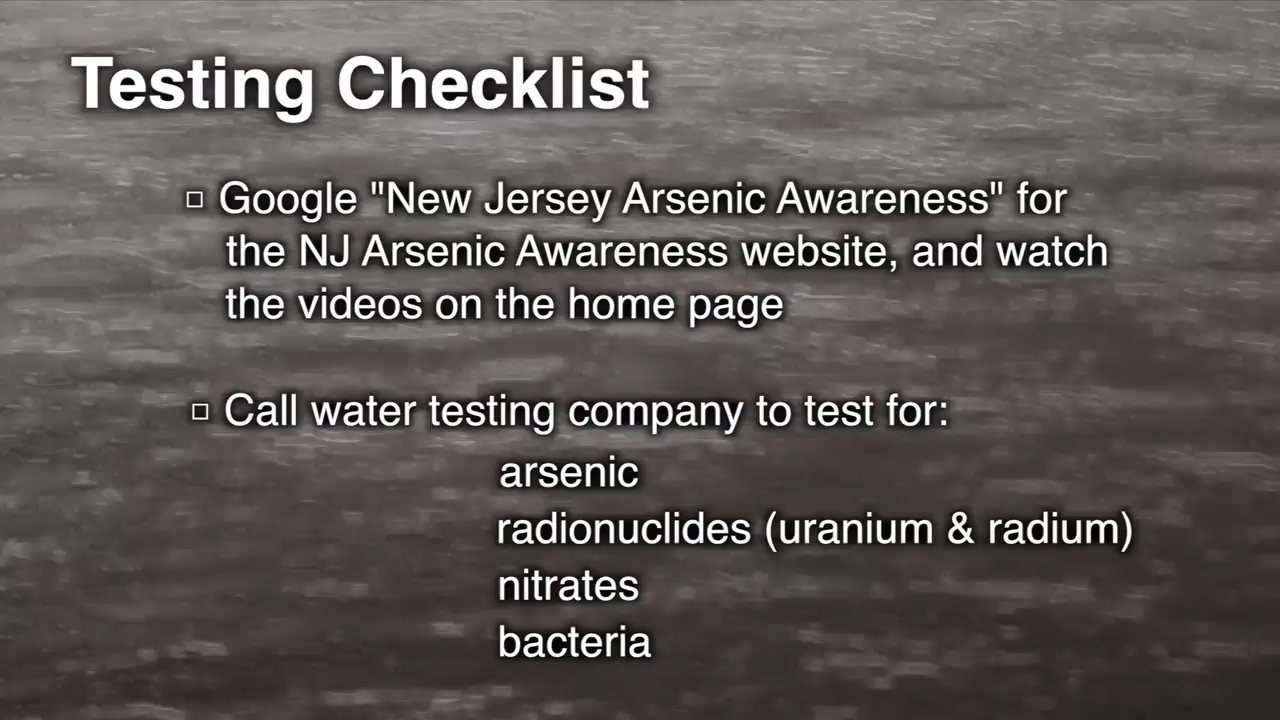 Testing Checklist
▫ Google "New Jersey Arsenic Awareness" for
the NJ Arsenic Awareness website, and watch
the videos on the home page
▫ Call water testing company to test for:
arsenic
radionuclides (uranium & radium)
nitrates
bacteria